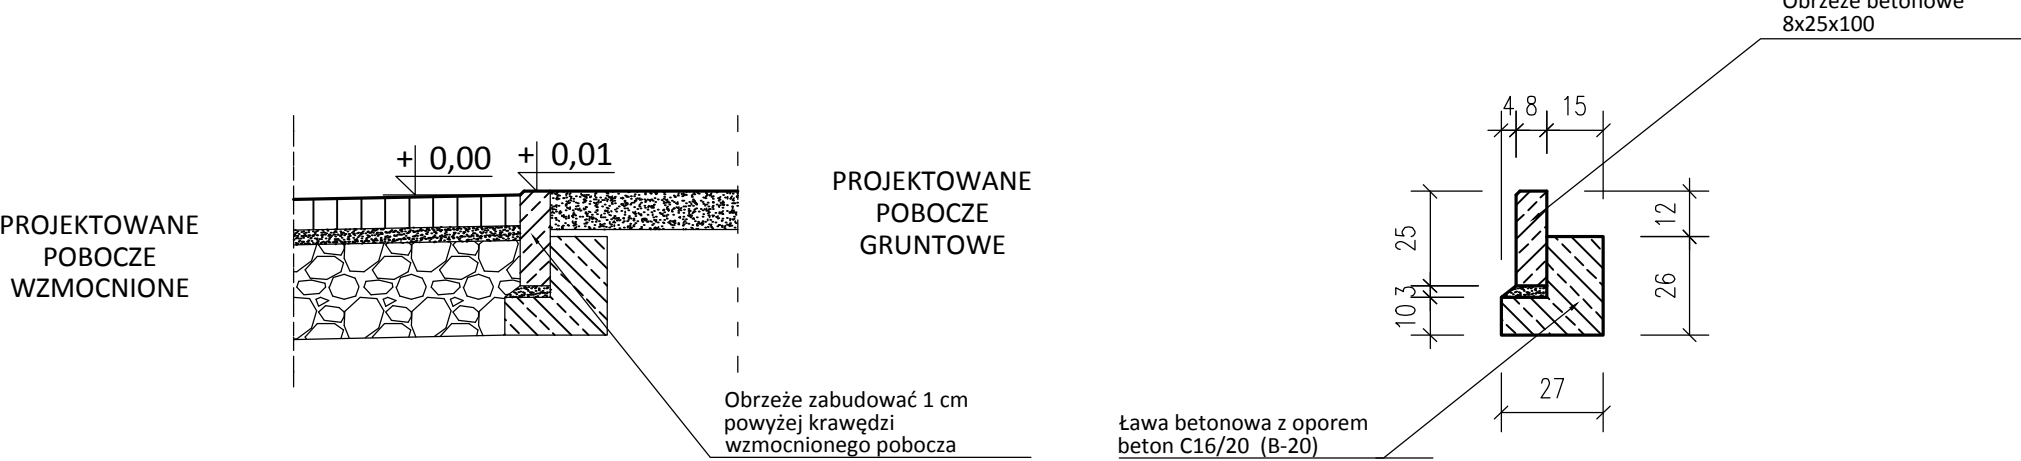 Obrzeże betonowe
8x25x100
4 8 15
+ 0,00 + 0,01
PROJEKTOWANE
POBOCZE
WZMOCNIONE
PROJEKTOWANE
POBOCZE
GRUNTOWE
25
3
10
12
26
27
Obrzeże zabudować 1 cm
powyżej krawędzi
wzmocnionego pobocza
Ława betonowa z oporem
beton C16/20 (B-20)